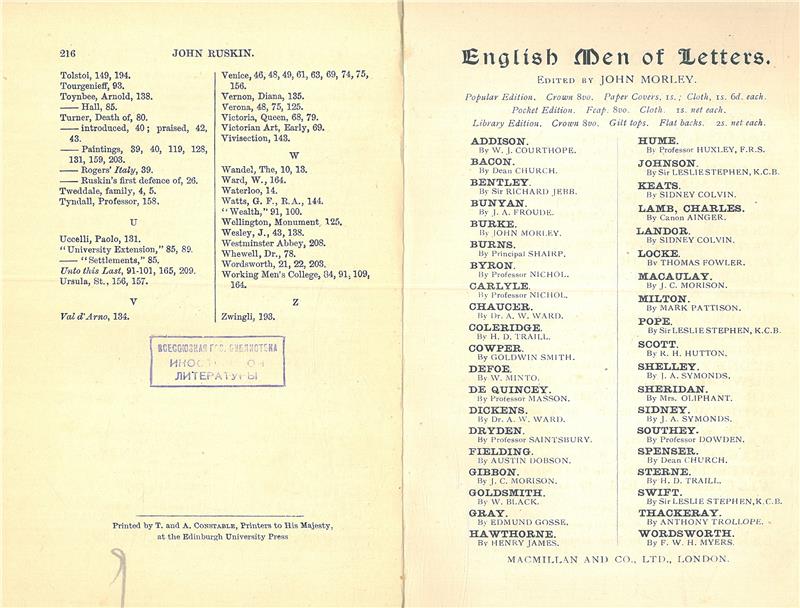 216
JOHN RUSKIN.
Tolstoi, 149, 194.
Tourgenieff, 93.
Toynbee, Arnold, 138.
—— Hall, 85.
Turner, Death of, 80.
—— introduced, 40; praised, 42,
43.
—— Paintings, 39, 40, 119, 128,
131, 159, 203.
—— Rogers' Italy, 39.
—— Ruskin's first defence of, 26.
Tweddale, family, 4, 5.
Tyndall, Professor, 158.
U
Uccelli, Paolo, 131.
"University Extension," 85, 89.
—— "Settlements," 85.
Unto this Last, 91-101, 165, 209.
Ursula, St., 156, 157.
V
Val d'Arno, 134.
Venice, 46, 48, 49, 61, 63, 69, 74, 75,
156.
Vernon, Diana, 135.
Verona, 48, 75, 125.
Victoria, Queen, 68, 79.
Victorian Art, Early, 69.
Vivisection, 143.
W
Wandel, The, 10, 13.
Ward, W., 164.
Waterloo, 14.
Watts, G. F., R.A., 144.
"Wealth," 91, 100.
Wellington, Monument, 125.
Wesley, J., 43, 138.
Westminster Abbey, 208.
Whewell, Dr., 78.
Wordsworth, 21, 22, 203.
Working Men's College, 84, 91, 109,
164.
Z
Zwingli, 193.
ВСЕСОЮЗНАЯ БИБЛИОТЕКА
ЛИТЕРАТУРЫ
Printed by T. and A. CONSTABLE, Printers to His Majesty,
at the Edinburgh University Press
English Men of Letters.
EDITED BY JOHN MORLEY.
Popular Edition. Crown 8vo. Paper Covers, 1s.; Cloth, 1s. 6d. each.
Pocket Edition. Fcap. 8vo. Cloth. 1s. net each.
Library Edition. Crown 8vo. Gilt tops. Flat backs. 2s. net each.
ADDISON.
By W. J. COURTHOPE.
BACON.
By Dean CHURCH.
BENTLEY.
By Sir RICHARD JEBB.
BUNYAN.
By J. A. FROUDE.
BURKE.
By JOHN MORLEY.
BURNS.
By Principal SHAIRP.
BYRON.
By Professor NICHOL.
CARLYLE.
By Professor NICHOL.
CHAUCER.
By Dr. A. W. WARD.
COLERIDGE.
By H. D. TRAILL.
COWPER.
By GOLDWIN SMITH.
DEFOE.
By W. MINTO.
DE QUINCEY.
By Professor MASSON.
DICKENS.
By Dr. A. W. WARD.
DRYDEN.
By Professor SAINTSBURY.
FIELDING.
By AUSTIN DOBSON.
GIBBON.
By J. C. MORISON.
GOLDSMITH.
By W. BLACK.
GRAY.
By EDMUND GOSSE.
HAWTHORNE.
By HENRY JAMES.
HUME.
By Professor HUXLEY, F.R.S.
JOHNSON.
By Sir LESLIE STEPHEN, K.C.B.
KEATS.
By SIDNEY COLVIN.
LAMB, CHARLES.
By Canon AINGER.
LANDOR.
By SIDNEY COLVIN.
LOCKE.
By THOMAS FOWLER.
MACAULAY.
By J. C. MORISON.
MILTON.
By MARK PATTISON.
POPE.
By Sir LESLIE STEPHEN, K.C.B.
SCOTT.
By R. H. HUTTON.
SHELLEY.
By J. A. SYMONDS.
SHERIDAN.
By Mrs. OLIPHANT.
SIDNEY.
By J. A. SYMONDS.
SOUTHEY.
By Professor DOWDEN.
SPENSER.
By Dean CHURCH.
STERNE.
By H. D. TRAILL.
SWIFT.
By Sir LESLIE STEPHEN, K.C.B.
THACKERAY.
By ANTHONY TROLLOPE.
WORDSWORTH.
By F. W. H. MYERS.
MACMILLAN AND CO., LTD., LONDON.